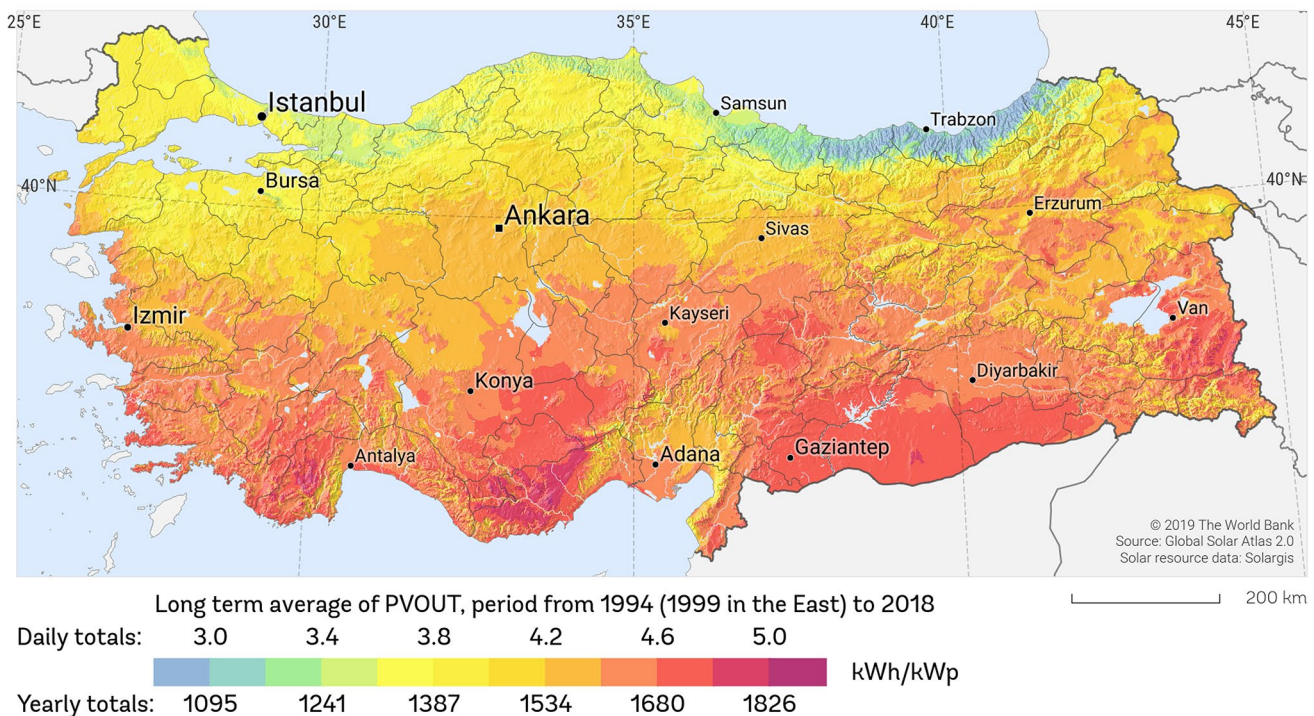 25°E 30°E 35°E 40°E 45°E
Istanbul
Samsun
Trabzon
40°N Bursa 40°N
Erzurum
Ankara
Sivas
Izmir Kayseri Van
Konya Diyarbakir
Antalya Adana Gaziantep
© 2019 The World Bank
Source: Global Solar Atlas 2.0
Solar resource data: Solargis
Long term average of PVOUT, period from 1994 (1999 in the East) to 2018
200 km
Daily totals: 3.0 3.4 3.8 4.2 4.6 5.0
kWh/kWp
Yearly totals: 1095 1241 1387 1534 1680 1826